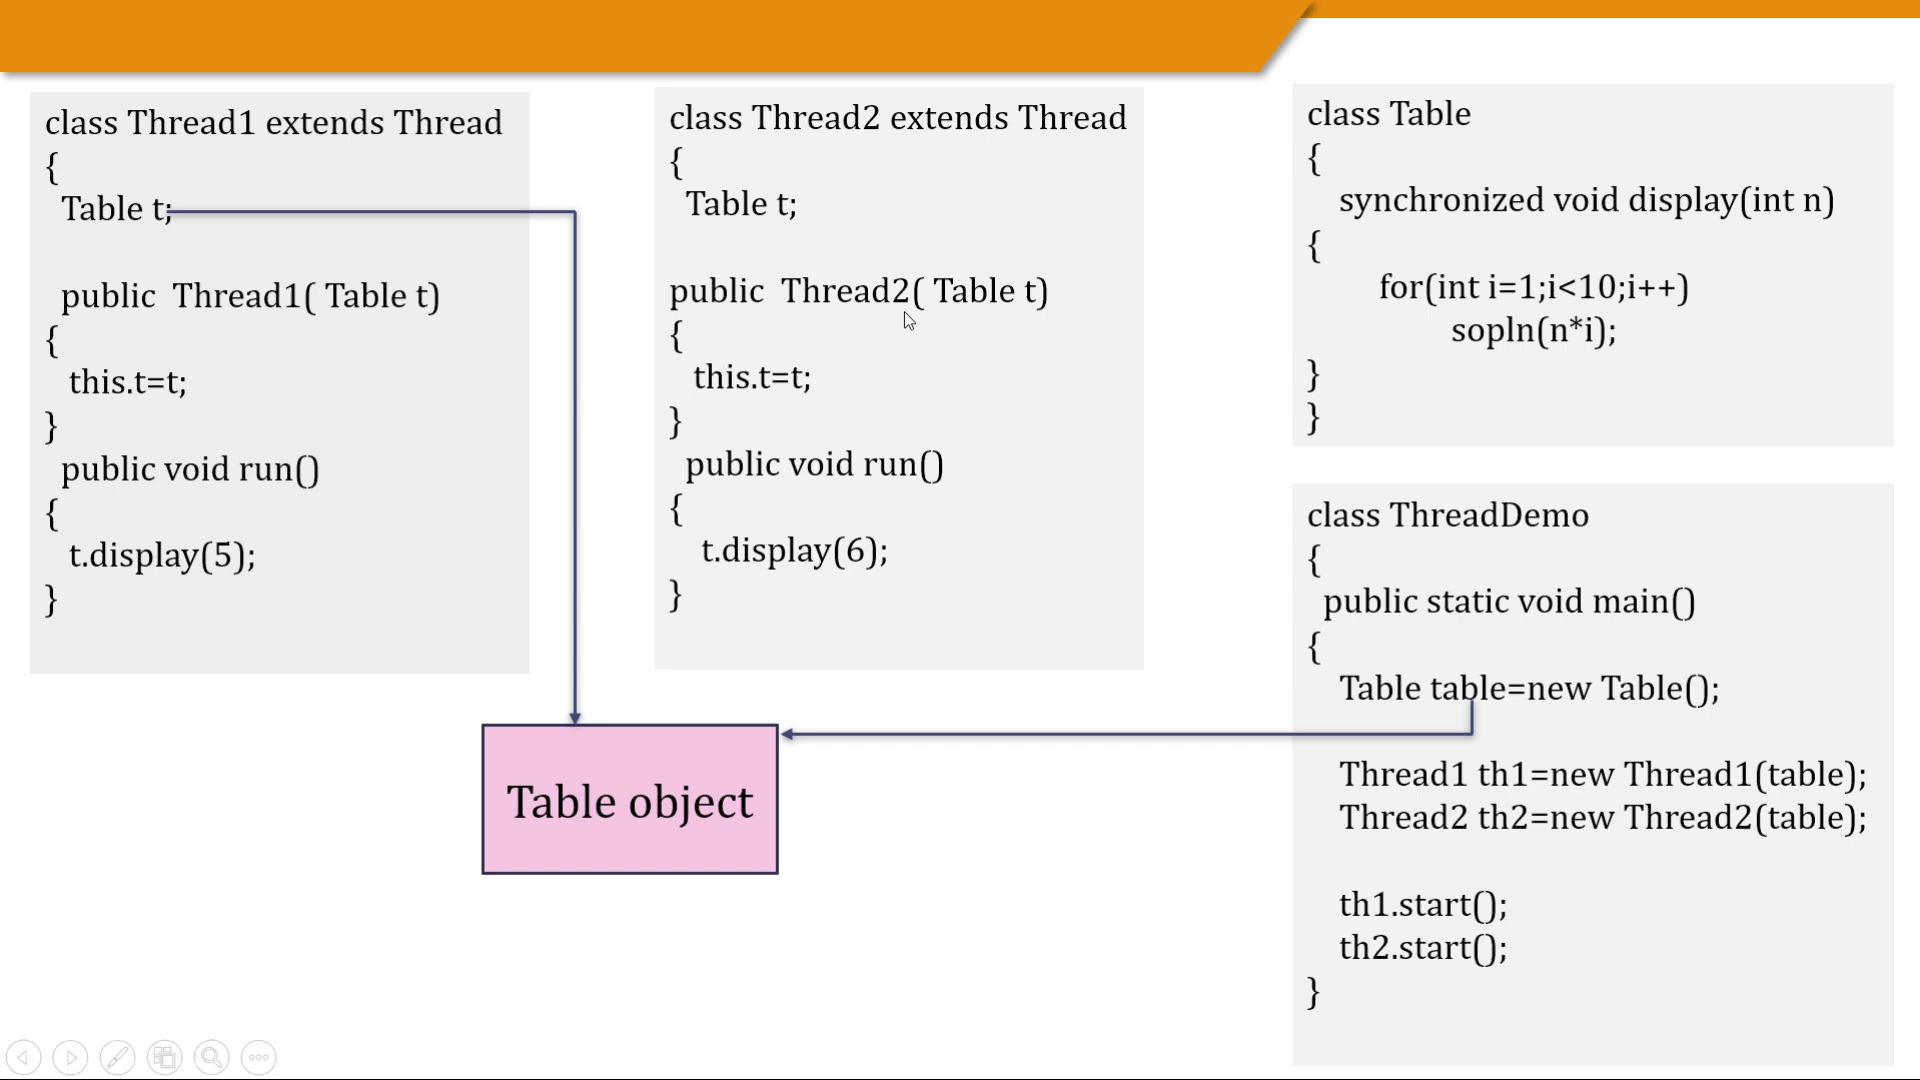 class Thread1 extends Thread
{
Table t;
public Thread1( Table t)
{
this.t=t;
}
public void run()
{
t.display(5);
}
class Thread2 extends Thread
{
Table t;
public Thread2( Table t)
{
this.t=t;
}
public void run()
{
t.display(6);
}
class Table
{
synchronized void display(int n)
{
for(int i=1;i<10;i++)
sopln(n*i);
}
}
class ThreadDemo
{
public static void main()
{
Table table=new Table();
Thread1 th1=new Thread1(table);
Thread2 th2=new Thread2(table);
th1.start();
th2.start();
}
Table object